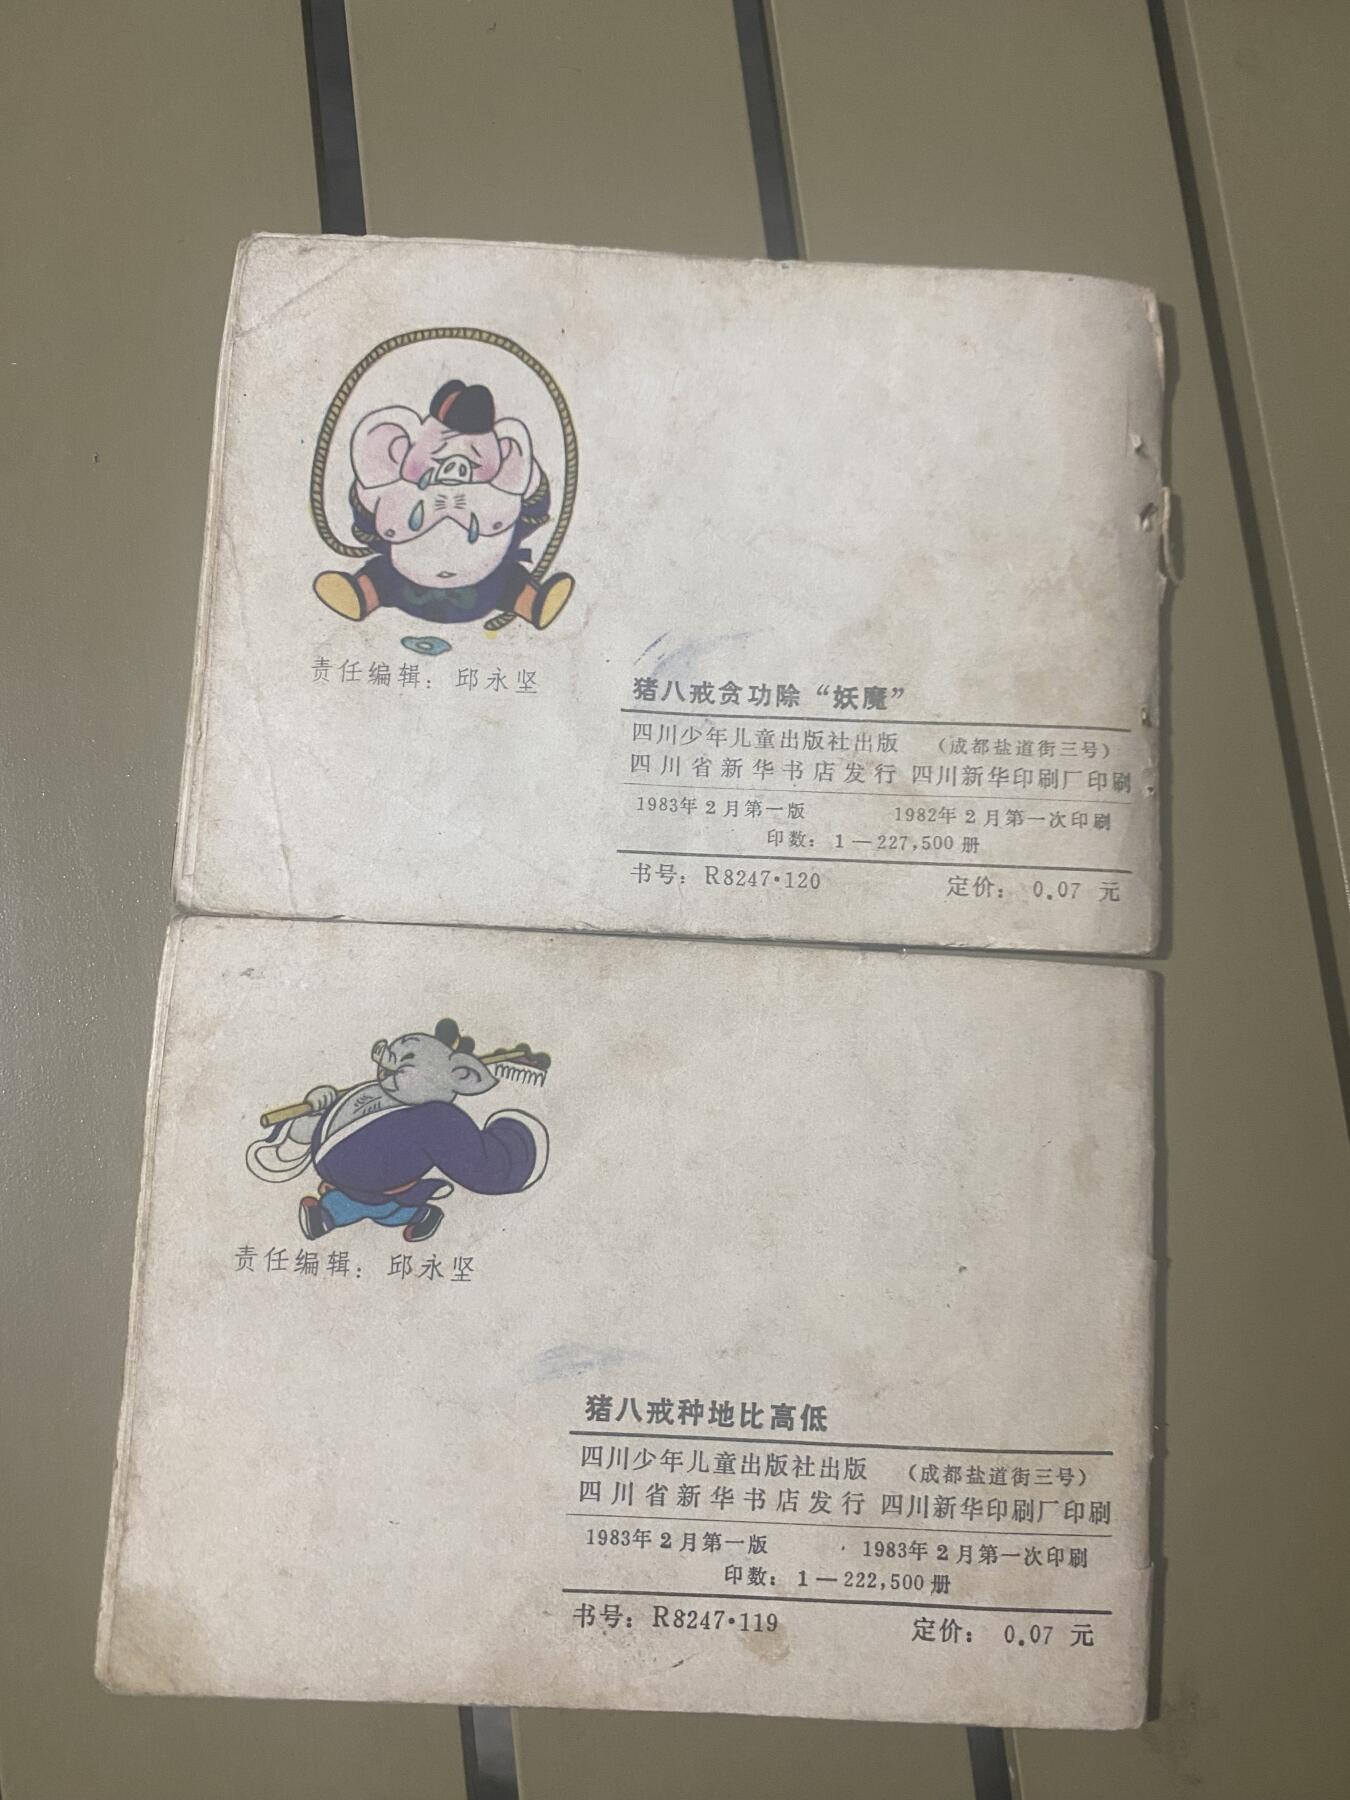 责任编辑：邱永坚
猪八戒贪功除“妖魔”
四川少年儿童出版社出版 （成都盐道街三号）
四川省新华书店发行 四川新华印刷厂印刷
1983年2月第一版 1982年2月第一次印刷
印数：1—227,500册
书号：R8247·120 定价：0.07元
责任编辑：邱永坚
猪八戒种地比高低
四川少年儿童出版社出版 （成都盐道街三号）
四川省新华书店发行 四川新华印刷厂印刷
1983年2月第一版 1983年2月第一次印刷
印数：1—222,500册
书号：R8247·119 定价：0.07元